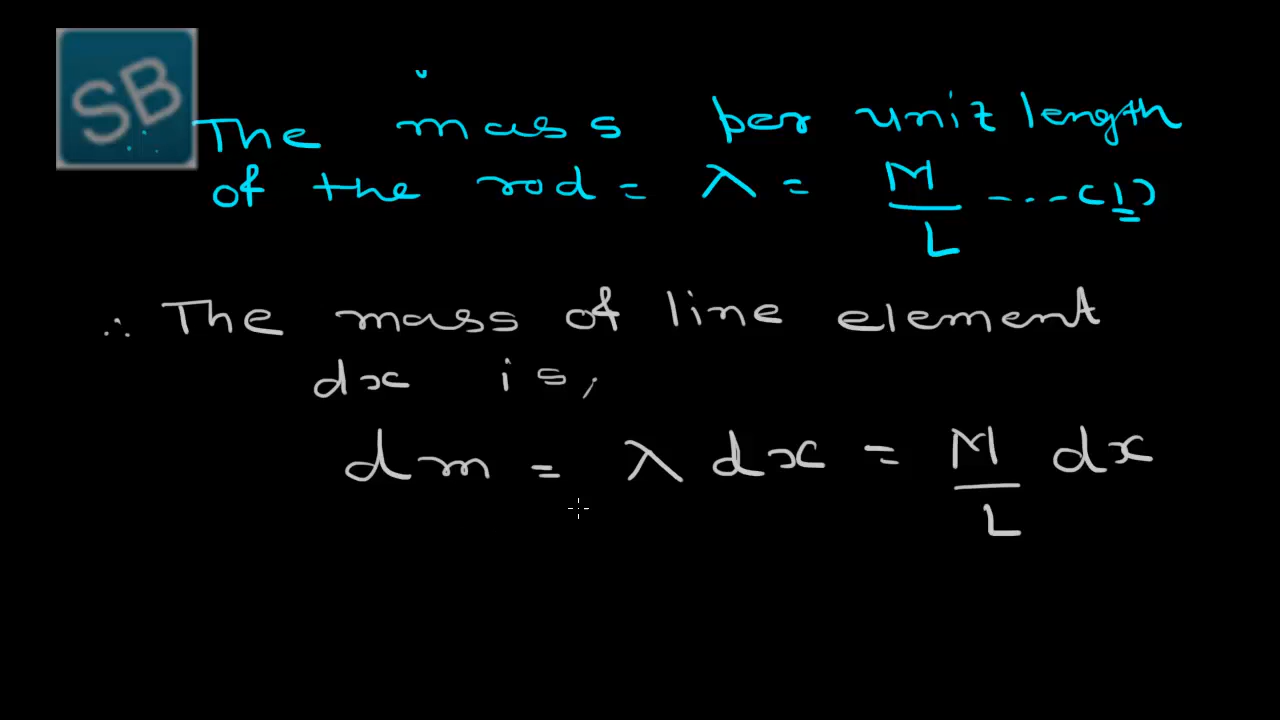 SB
∴ The mass per unit length
of the rod = λ = M/L ---(1)
∴ The mass of line element
dx is,
dm = λ dx = M/L dx